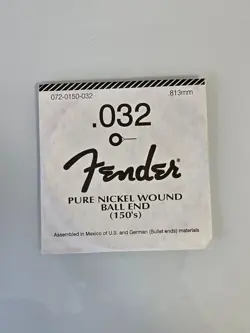 072-0150-032 813mm
.032
Fender
PURE NICKEL WOUND
BALL END
(150's)
Assembled in Mexico of U.S. and German (Bullet ends) materials